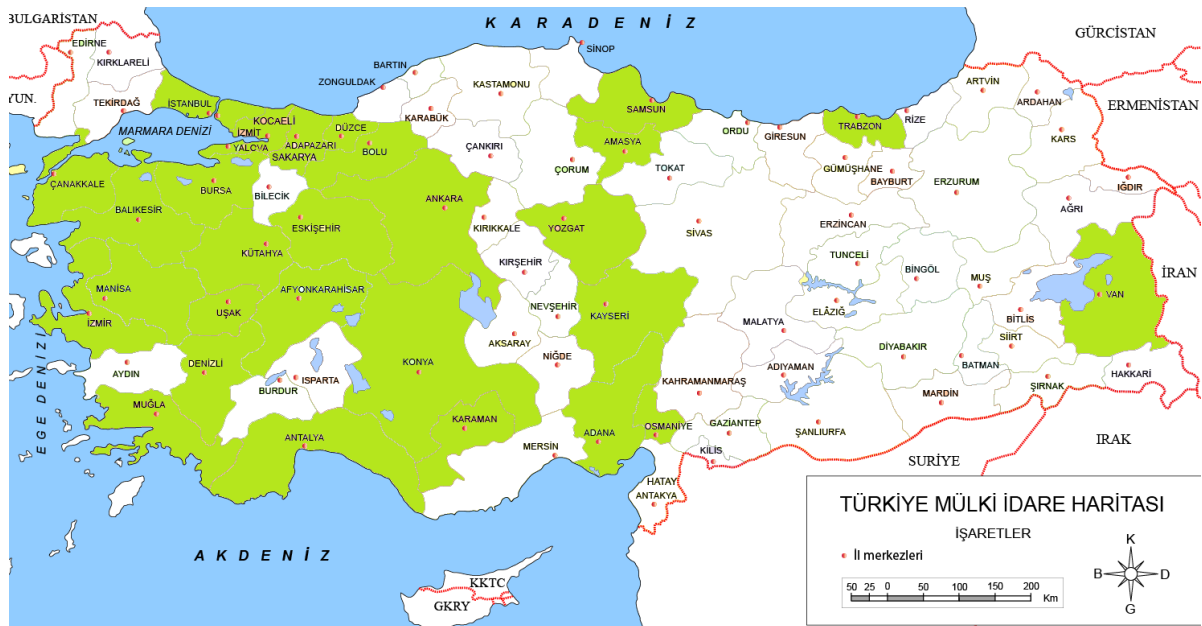 BULGARİSTAN
K A R A D E N İ Z
GÜRCİSTAN
EDİRNE
KIRKLARELİ
SİNOP
BARTIN
ZONGULDAK
KASTAMONU
ARTVİN
ARDAHAN
ERMENİSTAN
YUN.
TEKİRDAĞ
İSTANBUL
KARABÜK
SAMSUN
ORDU
GİRESUN
TRABZON
RİZE
KARS
MARMARA DENİZİ
KOCAELİ
İZMİT
DÜZCE
ADAPAZARI
SAKARYA
BOLU
YALOVA
ÇANKIRI
ÇORUM
AMASYA
TOKAT
GÜMÜŞHANE
BAYBURT
ERZURUM
IĞDIR
AĞRI
ÇANAKKALE
BURSA
BİLECİK
ANKARA
BALIKESİR
ESKİŞEHİR
KIRIKKALE
YOZGAT
SİVAS
ERZİNCAN
KÜTAHYA
KIRŞEHİR
TUNCELİ
BİNGÖL
MUŞ
İRAN
MANİSA
UŞAK
AFYONKARAHİSAR
NEVŞEHİR
KAYSERİ
ELÂZIĞ
VAN
İZMİR
AKSARAY
MALATYA
BİTLİS
EGE DENİZİ
AYDIN
DENİZLİ
BURDUR
ISPARTA
KONYA
NİĞDE
KAHRAMANMARAŞ
ADIYAMAN
DİYABAKIR
BATMAN
SİİRT
ŞIRNAK
HAKKARİ
MUĞLA
ANTALYA
KARAMAN
MERSİN
ADANA
OSMANİYE
GAZİANTEP
KİLİS
ŞANLIURFA
MARDİN
HATAY
ANTAKYA
SURİYE
IRAK
A K D E N İ Z
KKTC
GKRY
TÜRKİYE MÜLKİ İDARE HARİTASI
İŞARETLER
İl merkezleri
50 25 0 50 100 150 200
Km
K
B D
G